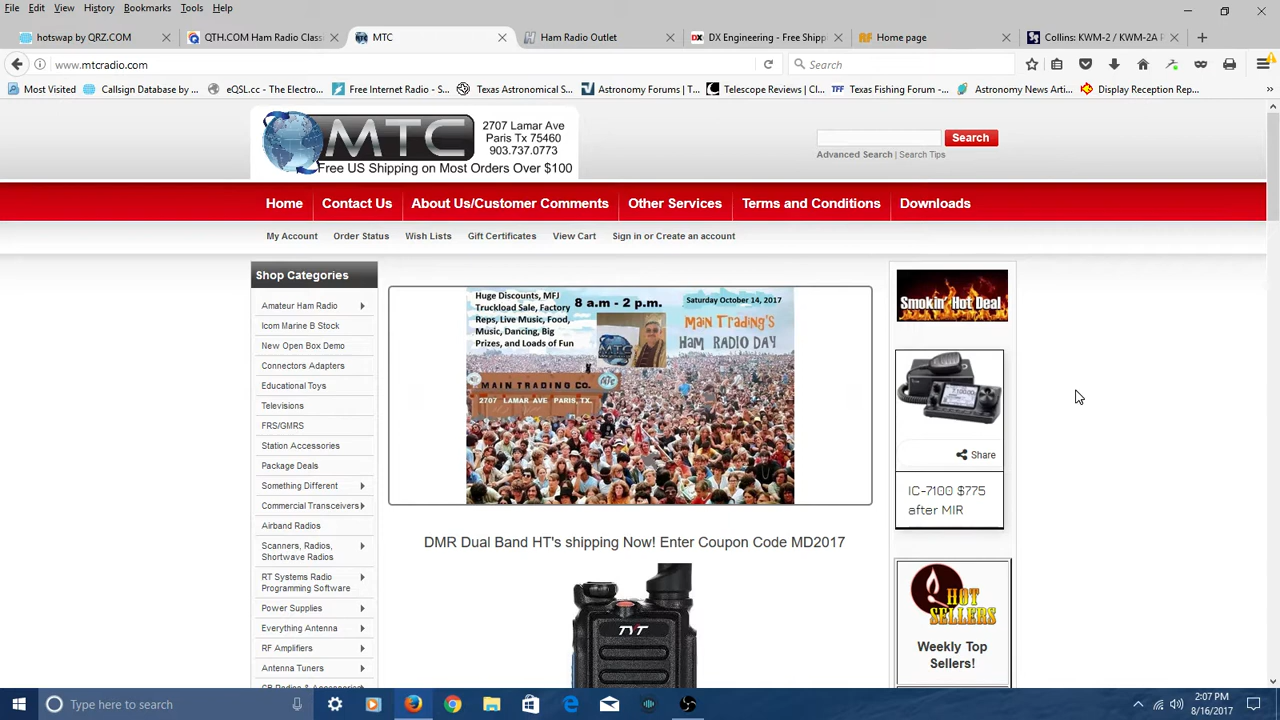 File Edit View History Bookmarks Tools Help
hotswap by QRZ.COM
QTH.COM Ham Radio Classi
MTC
Ham Radio Outlet
DX Engineering - Free Shippi
Home page
Collins: KWM-2 / KWM-2A R
www.mtcradio.com
Search
Most Visited
Callsign Database by ...
eQSL.cc - The Electro...
Free Internet Radio - S...
Texas Astronomical S...
Astronomy Forums | T...
Telescope Reviews | Cl...
Texas Fishing Forum -...
Astronomy News Arti...
Display Reception Rep...
MTC
2707 Lamar Ave
Paris Tx 75460
903.737.0773
Free US Shipping on Most Orders Over $100
Search
Advanced Search | Search Tips
Home
Contact Us
About Us/Customer Comments
Other Services
Terms and Conditions
Downloads
My Account
Order Status
Wish Lists
Gift Certificates
View Cart
Sign in or Create an account
Shop Categories
Amateur Ham Radio
Icom Marine B Stock
New Open Box Demo
Connectors Adapters
Educational Toys
Televisions
FRS/GMRS
Station Accessories
Package Deals
Something Different
Commercial Transceivers
Airband Radios
Scanners, Radios,
Shortwave Radios
RT Systems Radio
Programming Software
Power Supplies
Everything Antenna
RF Amplifiers
Antenna Tuners
CB Radios & Accessories
Huge Discounts, MFJ
Truckload Sale, Factory
Reps, Live Music, Food,
Music, Dancing, Big
Prizes, and Loads of Fun
8 a.m - 2 p.m.
Saturday October 14, 2017
Main Trading's
Ham Radio Day
MTC
MAIN TRADING CO.
MTC
2707 LAMAR AVE PARIS, TX.
DMR Dual Band HT's shipping Now! Enter Coupon Code MD2017
TYT
Smokin' Hot Deal
Share
IC-7100 $775
after MIR
HOT
SELLERS
Weekly Top
Sellers!
Type here to search
2:07 PM
8/16/2017